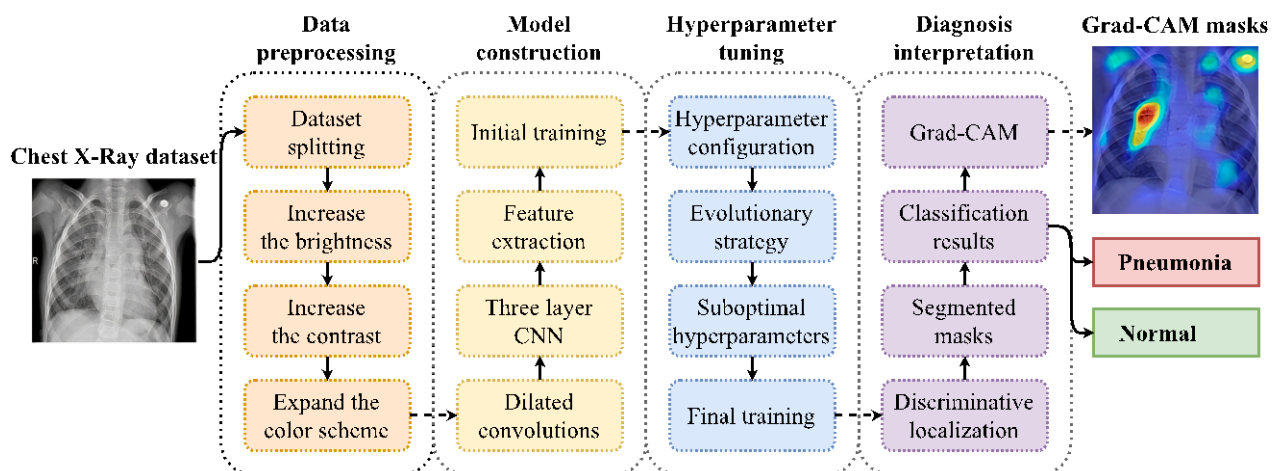 Data
preprocessing
Model
construction
Hyperparameter
tuning
Diagnosis
interpretation
Grad-CAM masks
Chest X-Ray dataset
R
Dataset
splitting
Increase
the brightness
Increase
the contrast
Expand the
color scheme
Initial training
Feature
extraction
Three layer
CNN
Dilated
convolutions
Hyperparameter
configuration
Evolutionary
strategy
Suboptimal
hyperparameters
Final training
Grad-CAM
Classification
results
Segmented
masks
Discriminative
localization
Pneumonia
Normal